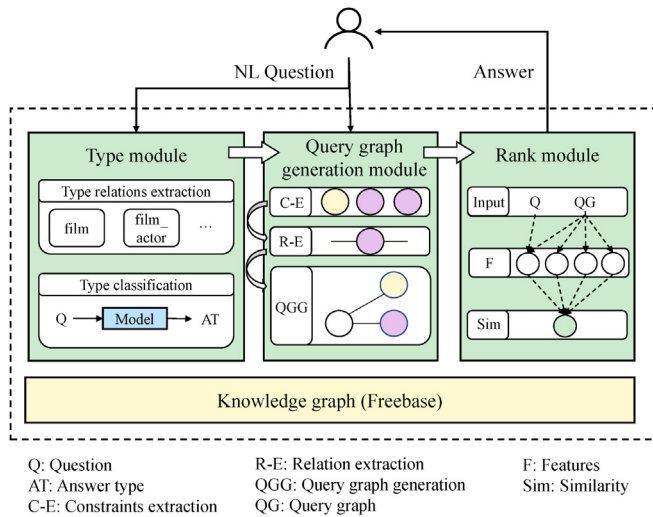 NL Question
Answer
Type module
Type relations extraction
film
film_
actor
...
Type classification
Q
Model
AT
Query graph
generation module
C-E
R-E
QGG
Rank module
Input
Q
QG
F
Sim
Knowledge graph (Freebase)
Q: Question
AT: Answer type
C-E: Constraints extraction
R-E: Relation extraction
QGG: Query graph generation
QG: Query graph
F: Features
Sim: Similarity